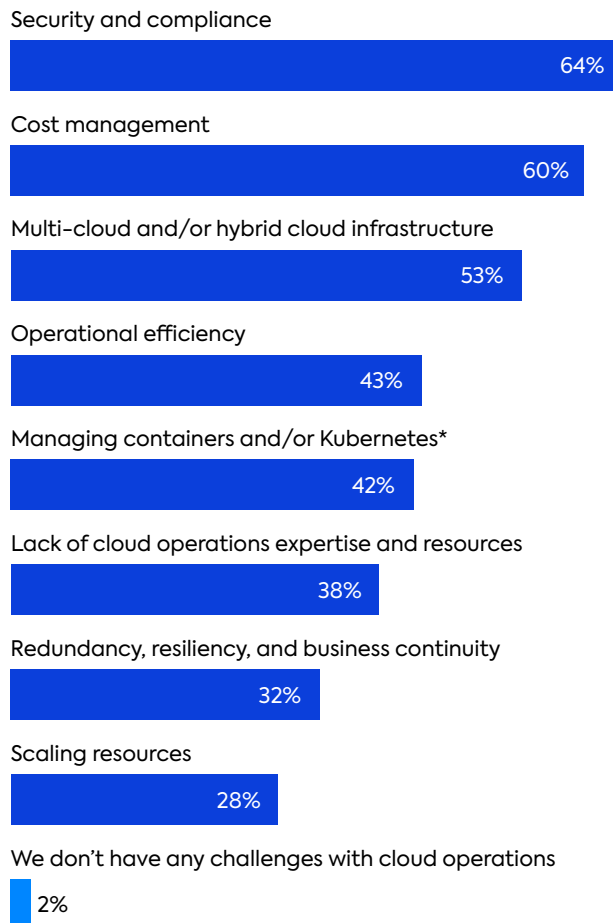 Security and compliance
64%
Cost management
60%
Multi-cloud and/or hybrid cloud infrastructure
53%
Operational efficiency
43%
Managing containers and/or Kubernetes*
42%
Lack of cloud operations expertise and resources
38%
Redundancy, resiliency, and business continuity
32%
Scaling resources
28%
We don’t have any challenges with cloud operations
2%